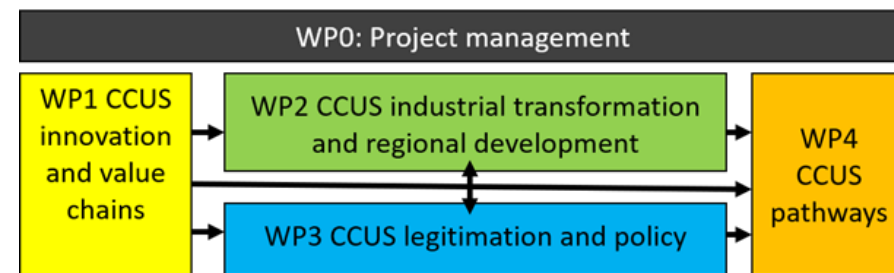 WP0: Project management
WP1 CCUS
innovation
and value
chains
WP2 CCUS industrial transformation
and regional development
WP3 CCUS legitimation and policy
WP4
CCUS
pathways